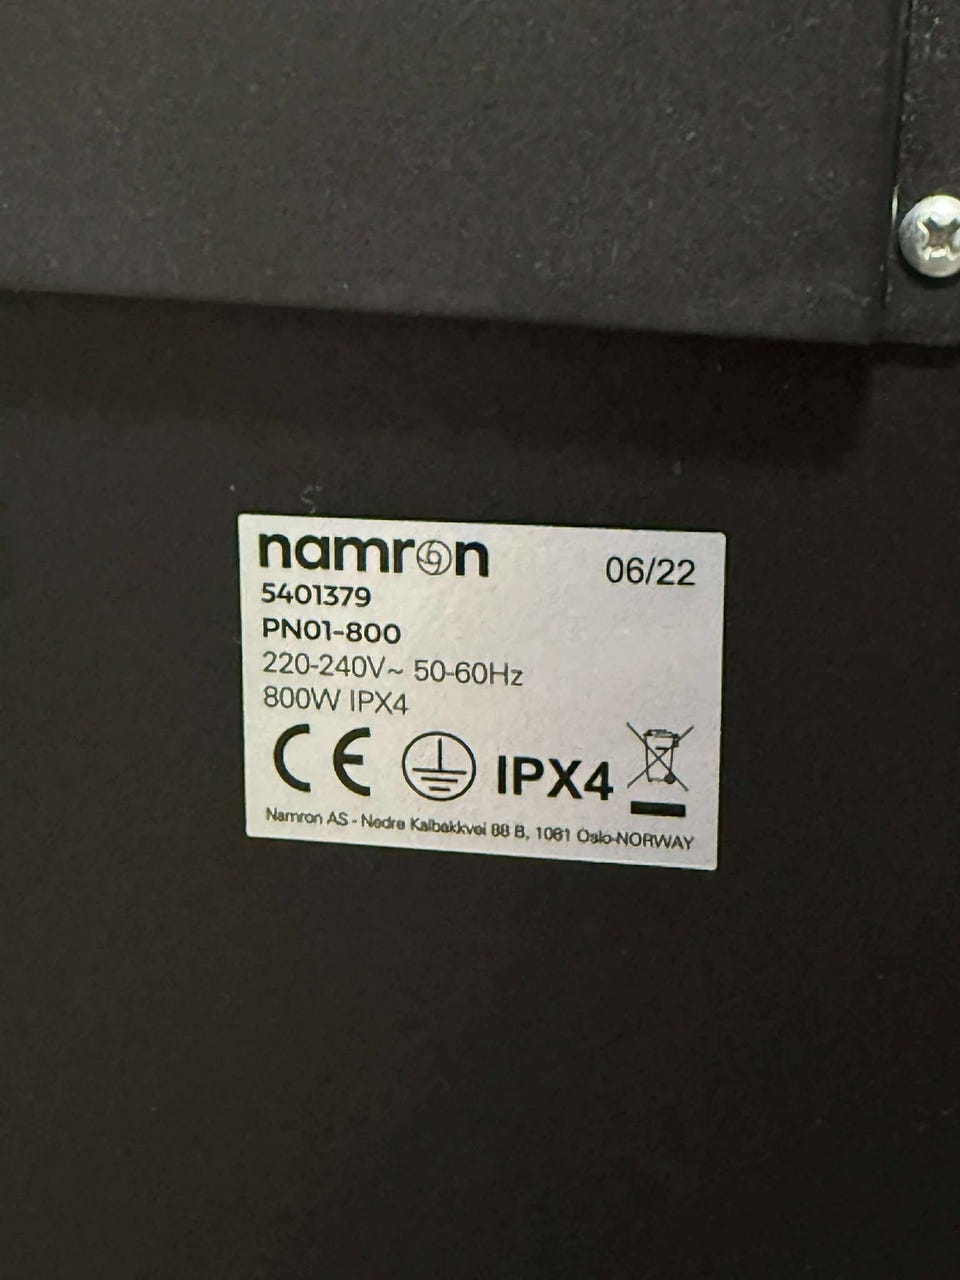 namron
06/22
5401379
PN01-800
220-240V~ 50-60Hz
800W IPX4
CE IPX4
Namron AS - Nedre Kalbakkvei 88 B, 1081 Oslo-NORWAY